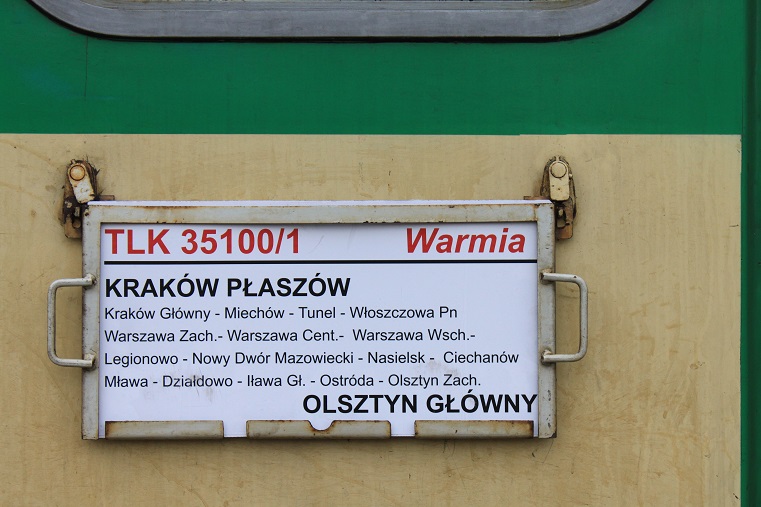 TLK 35100/1 Warmia
KRAKÓW PŁASZÓW
Kraków Główny - Miechów - Tunel - Włoszczowa Pn
Warszawa Zach.- Warszawa Cent.- Warszawa Wsch.-
Legionowo - Nowy Dwór Mazowiecki - Nasielsk - Ciechanów
Mława - Działdowo - Iława Gł. - Ostróda - Olsztyn Zach.
OLSZTYN GŁÓWNY